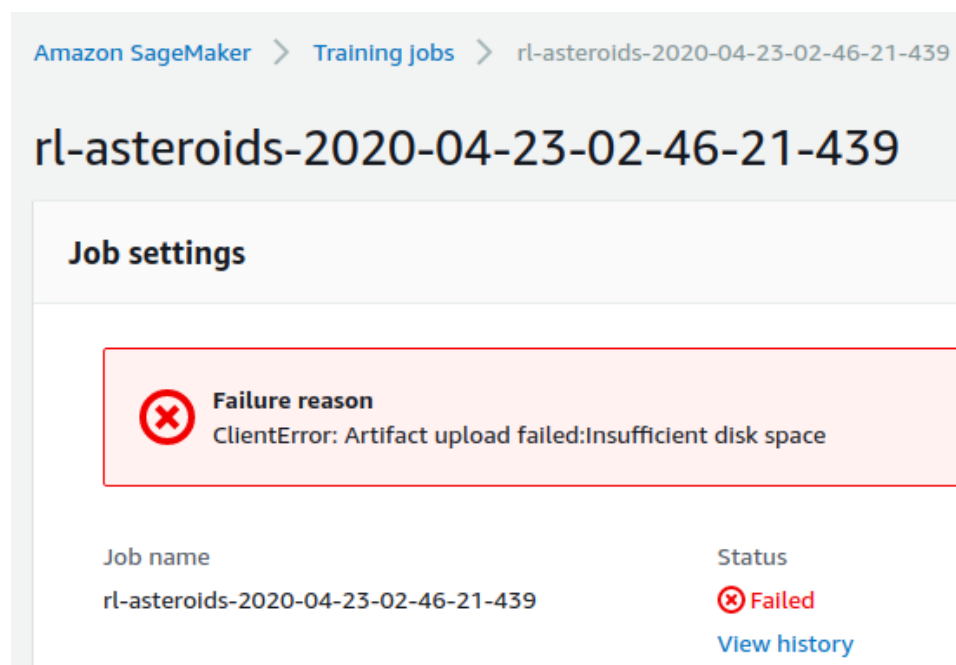 Amazon SageMaker > Training jobs > rl-asteroids-2020-04-23-02-46-21-439
rl-asteroids-2020-04-23-02-46-21-439
Job settings
Failure reason
ClientError: Artifact upload failed:Insufficient disk space
Job name
Status
rl-asteroids-2020-04-23-02-46-21-439
Failed
View history